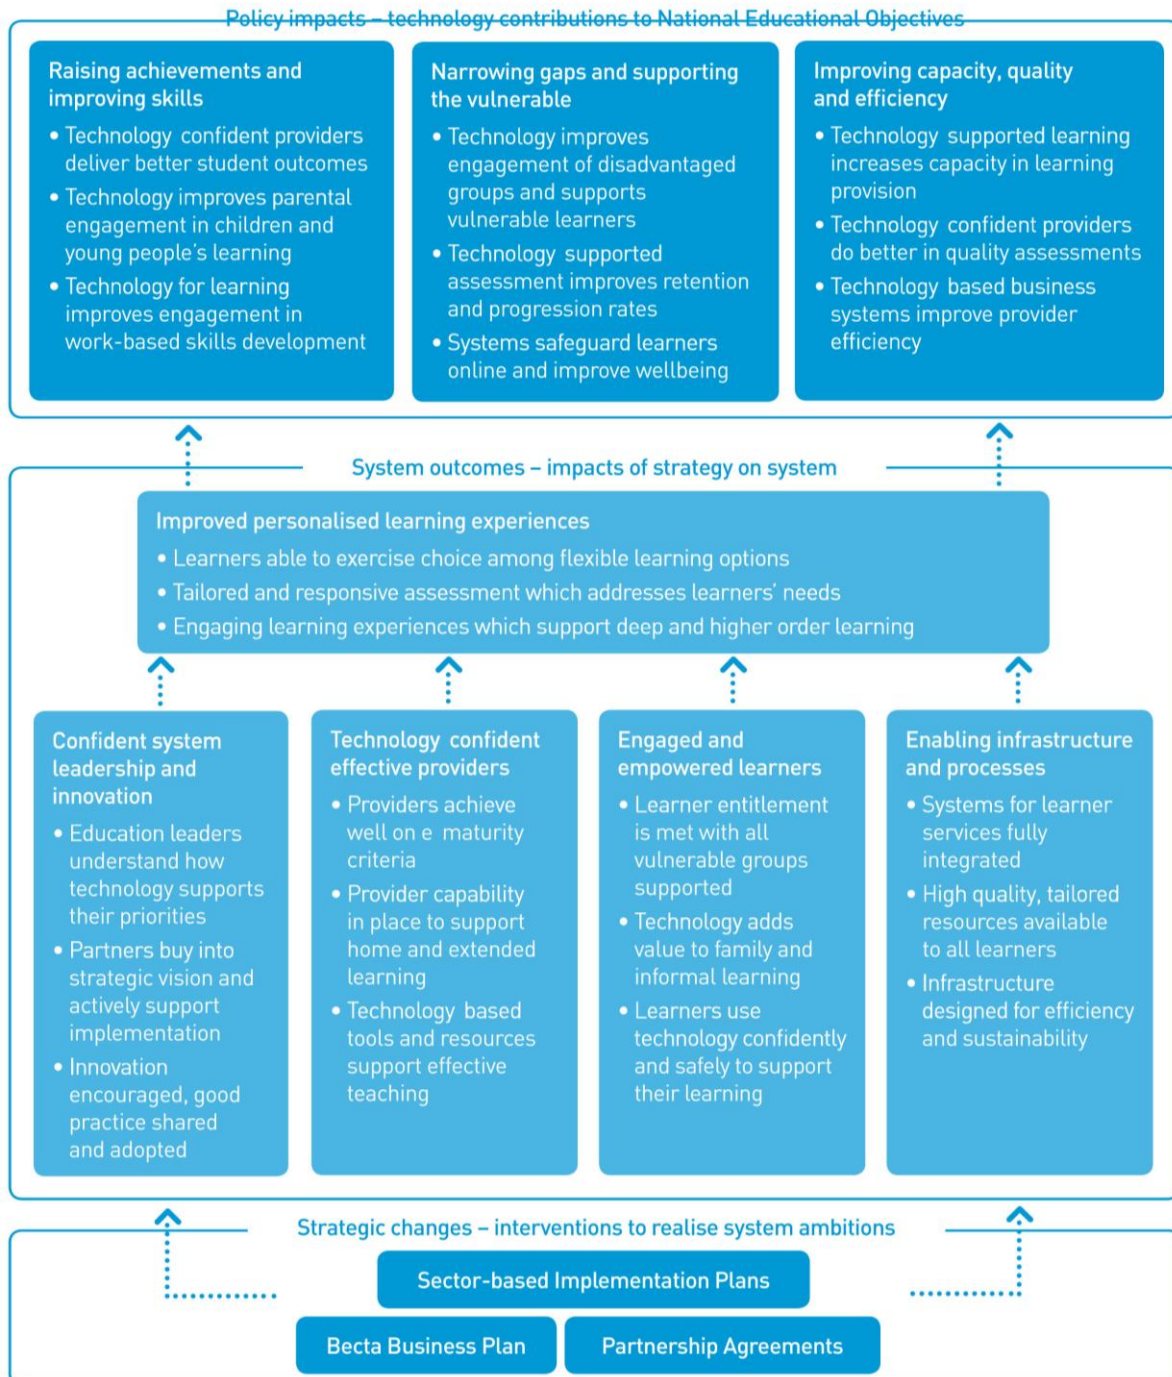 Policy impacts – technology contributions to National Educational Objectives
Raising achievements and
improving skills
• Technology confident providers
deliver better student outcomes
• Technology improves parental
engagement in children and
young people's learning
• Technology for learning
improves engagement in
work-based skills development
Narrowing gaps and supporting
the vulnerable
• Technology improves
engagement of disadvantaged
groups and supports
vulnerable learners
• Technology supported
assessment improves retention
and progression rates
• Systems safeguard learners
online and improve wellbeing
Improving capacity, quality
and efficiency
• Technology supported learning
increases capacity in learning
provision
• Technology confident providers
do better in quality assessments
• Technology based business
systems improve provider
efficiency
System outcomes – impacts of strategy on system
Improved personalised learning experiences
• Learners able to exercise choice among flexible learning options
• Tailored and responsive assessment which addresses learners' needs
• Engaging learning experiences which support deep and higher order learning
Confident system
leadership and
innovation
• Education leaders
understand how
technology supports
their priorities
• Partners buy into
strategic vision and
actively support
implementation
• Innovation
encouraged, good
practice shared
and adopted
Technology confident
effective providers
• Providers achieve
well on e maturity
criteria
• Provider capability
in place to support
home and extended
learning
• Technology based
tools and resources
support effective
teaching
Engaged and
empowered learners
• Learner entitlement
is met with all
vulnerable groups
supported
• Technology adds
value to family and
informal learning
• Learners use
technology confidently
and safely to support
their learning
Enabling infrastructure
and processes
• Systems for learner
services fully
integrated
• High quality, tailored
resources available
to all learners
• Infrastructure
designed for efficiency
and sustainability
Strategic changes – interventions to realise system ambitions
Sector-based Implementation Plans
Becta Business Plan
Partnership Agreements